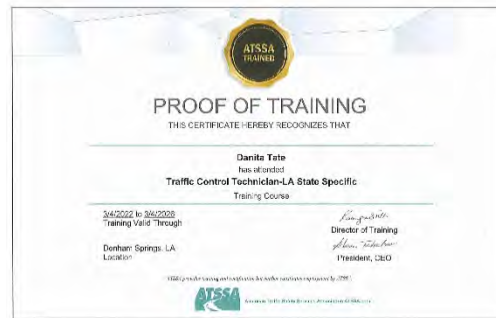 ATSSA
TRAINED
PROOF OF TRAINING
THIS CERTIFICATE HEREBY RECOGNIZES THAT
Danita Tate
has attended
Traffic Control Technician-LA State Specific
Training Course
3/4/2022 to 3/4/2026
Training Valid Through
Director of Training
Denham Springs, LA
Location
President, CEO
ATSSA